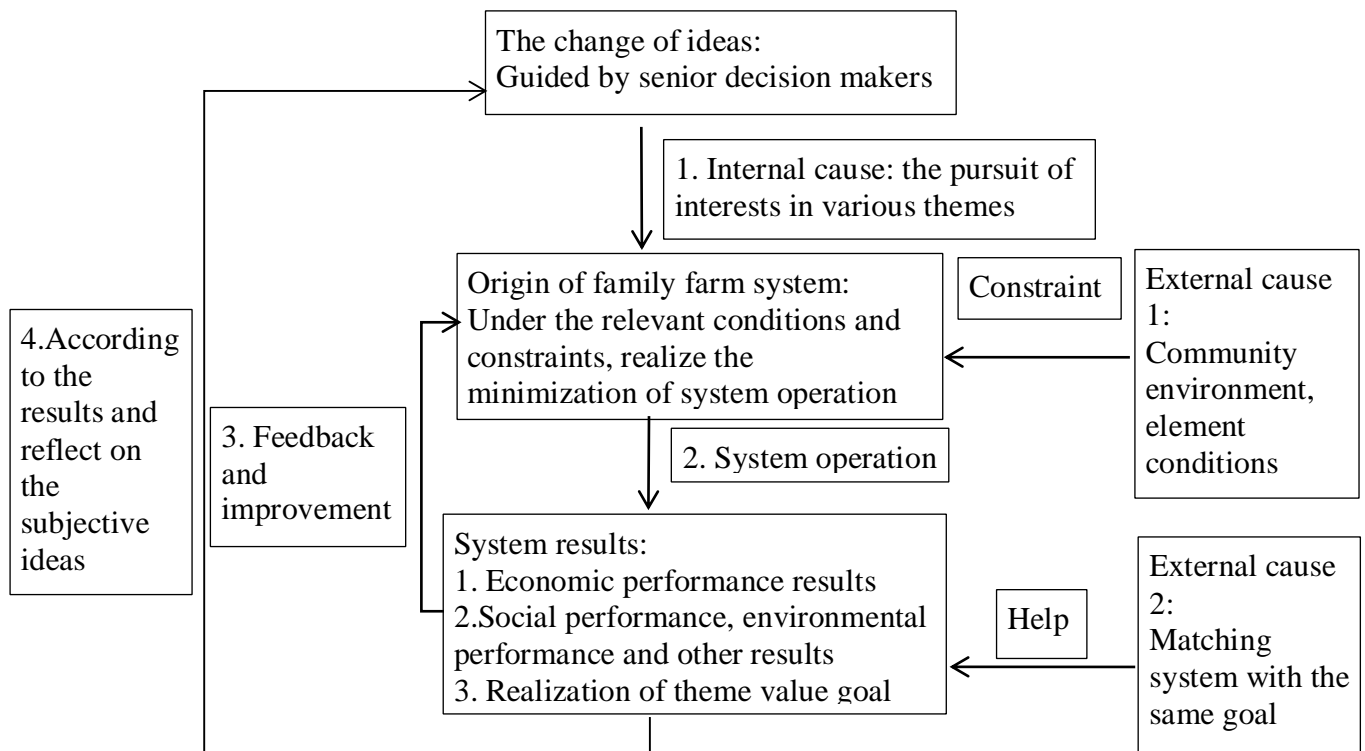 The change of ideas:
Guided by senior decision makers
1. Internal cause: the pursuit of
interests in various themes
Origin of family farm system:
Under the relevant conditions and
constraints, realize the
minimization of system operation
Constraint
External cause
1:
Community
environment,
element
conditions
4.According
to the
results and
reflect on
the
subjective
ideas
3. Feedback
and
improvement
2. System operation
System results:
1. Economic performance results
2.Social performance, environmental
performance and other results
3. Realization of theme value goal
Help
External cause
2:
Matching
system with the
same goal